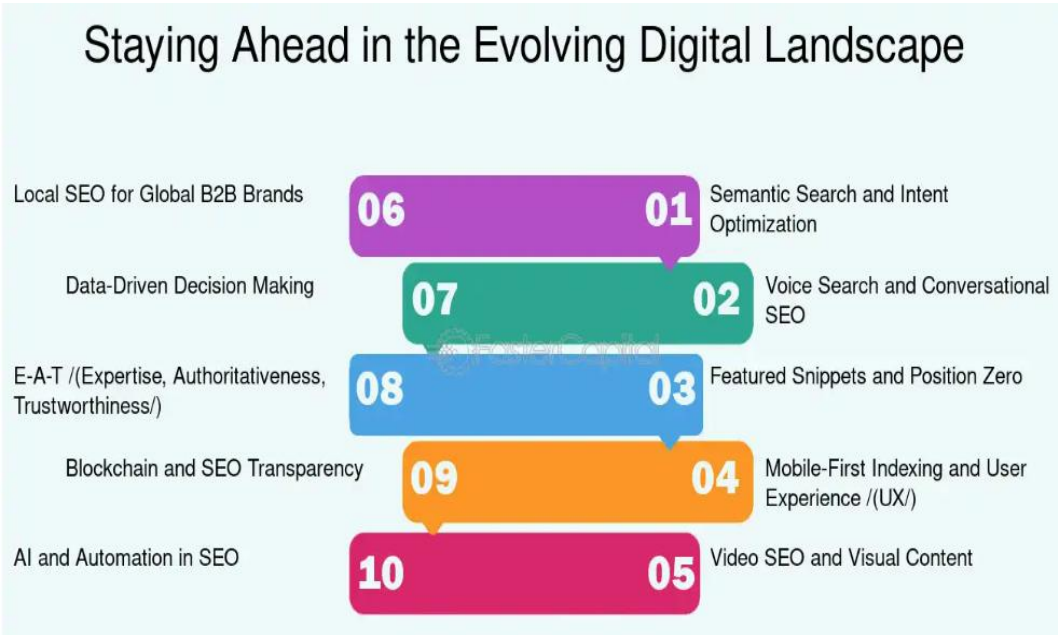 Staying Ahead in the Evolving Digital Landscape
Local SEO for Global B2B Brands
06
01
Semantic Search and Intent
Optimization
Data-Driven Decision Making
07
02
Voice Search and Conversational
SEO
FasterCapital
E-A-T /(Expertise, Authoritativeness,
Trustworthiness/)
08
03
Featured Snippets and Position Zero
Blockchain and SEO Transparency
09
04
Mobile-First Indexing and User
Experience /(UX/)
AI and Automation in SEO
10
05
Video SEO and Visual Content